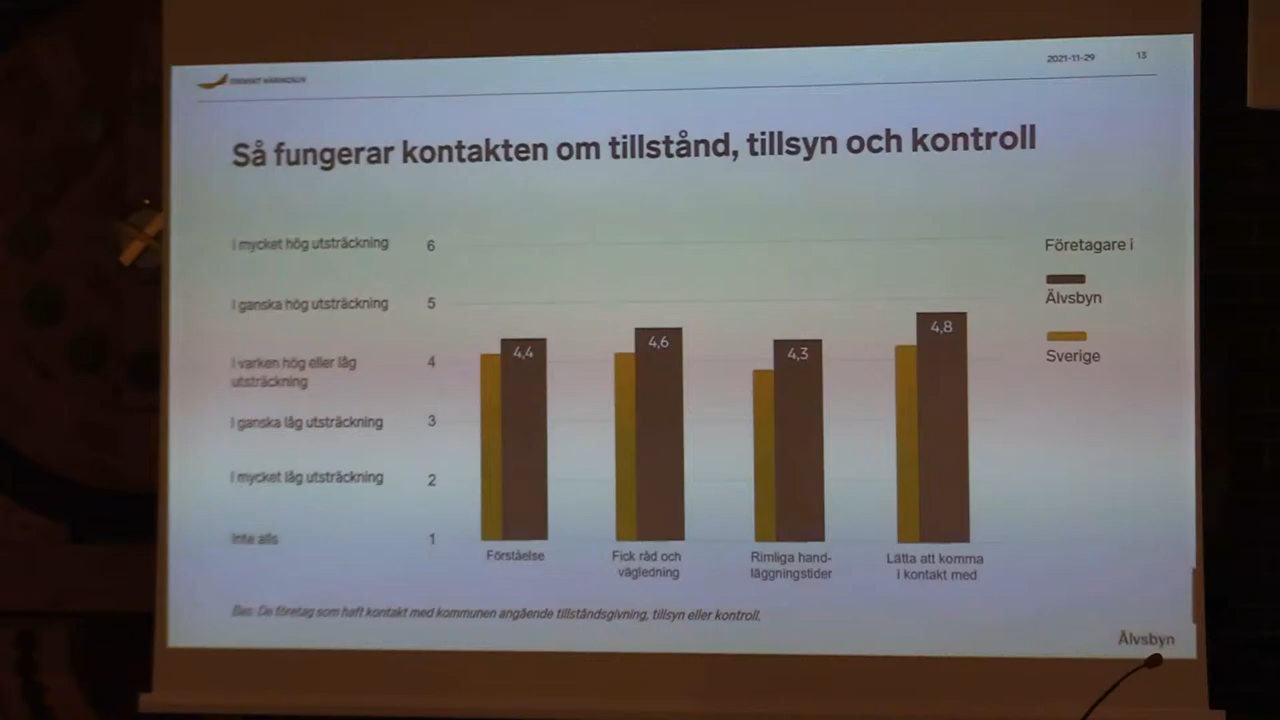 SVENSKT NÄRINGSLIV
2021-11-29
13
Så fungerar kontakten om tillstånd, tillsyn och kontroll
I mycket hög utsträckning 6
I ganska hög utsträckning 5
I varken hög eller låg
utsträckning
4
I ganska låg utsträckning 3
I mycket låg utsträckning 2
Inte alls 1
4,4
4,6
4,3
4,8
Förståelse
Fick råd och
vägledning
Rimliga hand-
läggningstider
Lätta att komma
i kontakt med
Företagare i
Älvsbyn
Sverige
Bas: De företag som haft kontakt med kommunen angående tillståndsgivning, tillsyn eller kontroll.
Älvsbyn